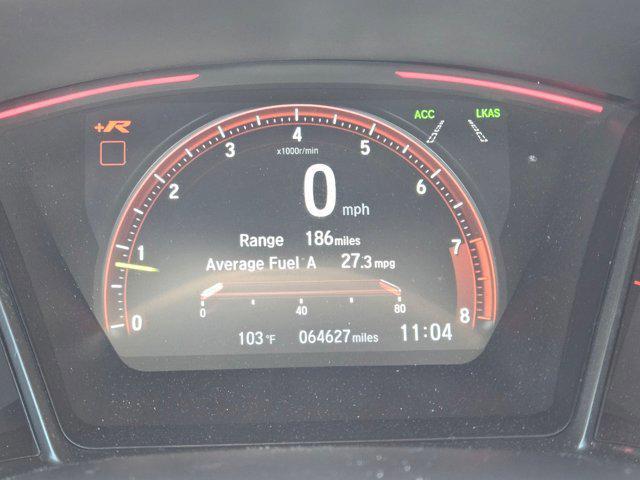 +R
ACC
LKAS
4
3 5
x1000r/min
2 6
0 mph
1 7
Range 186 miles
Average Fuel A 27.3 mpg
0 40 80
0 8
103 °F 064627 miles 11:04